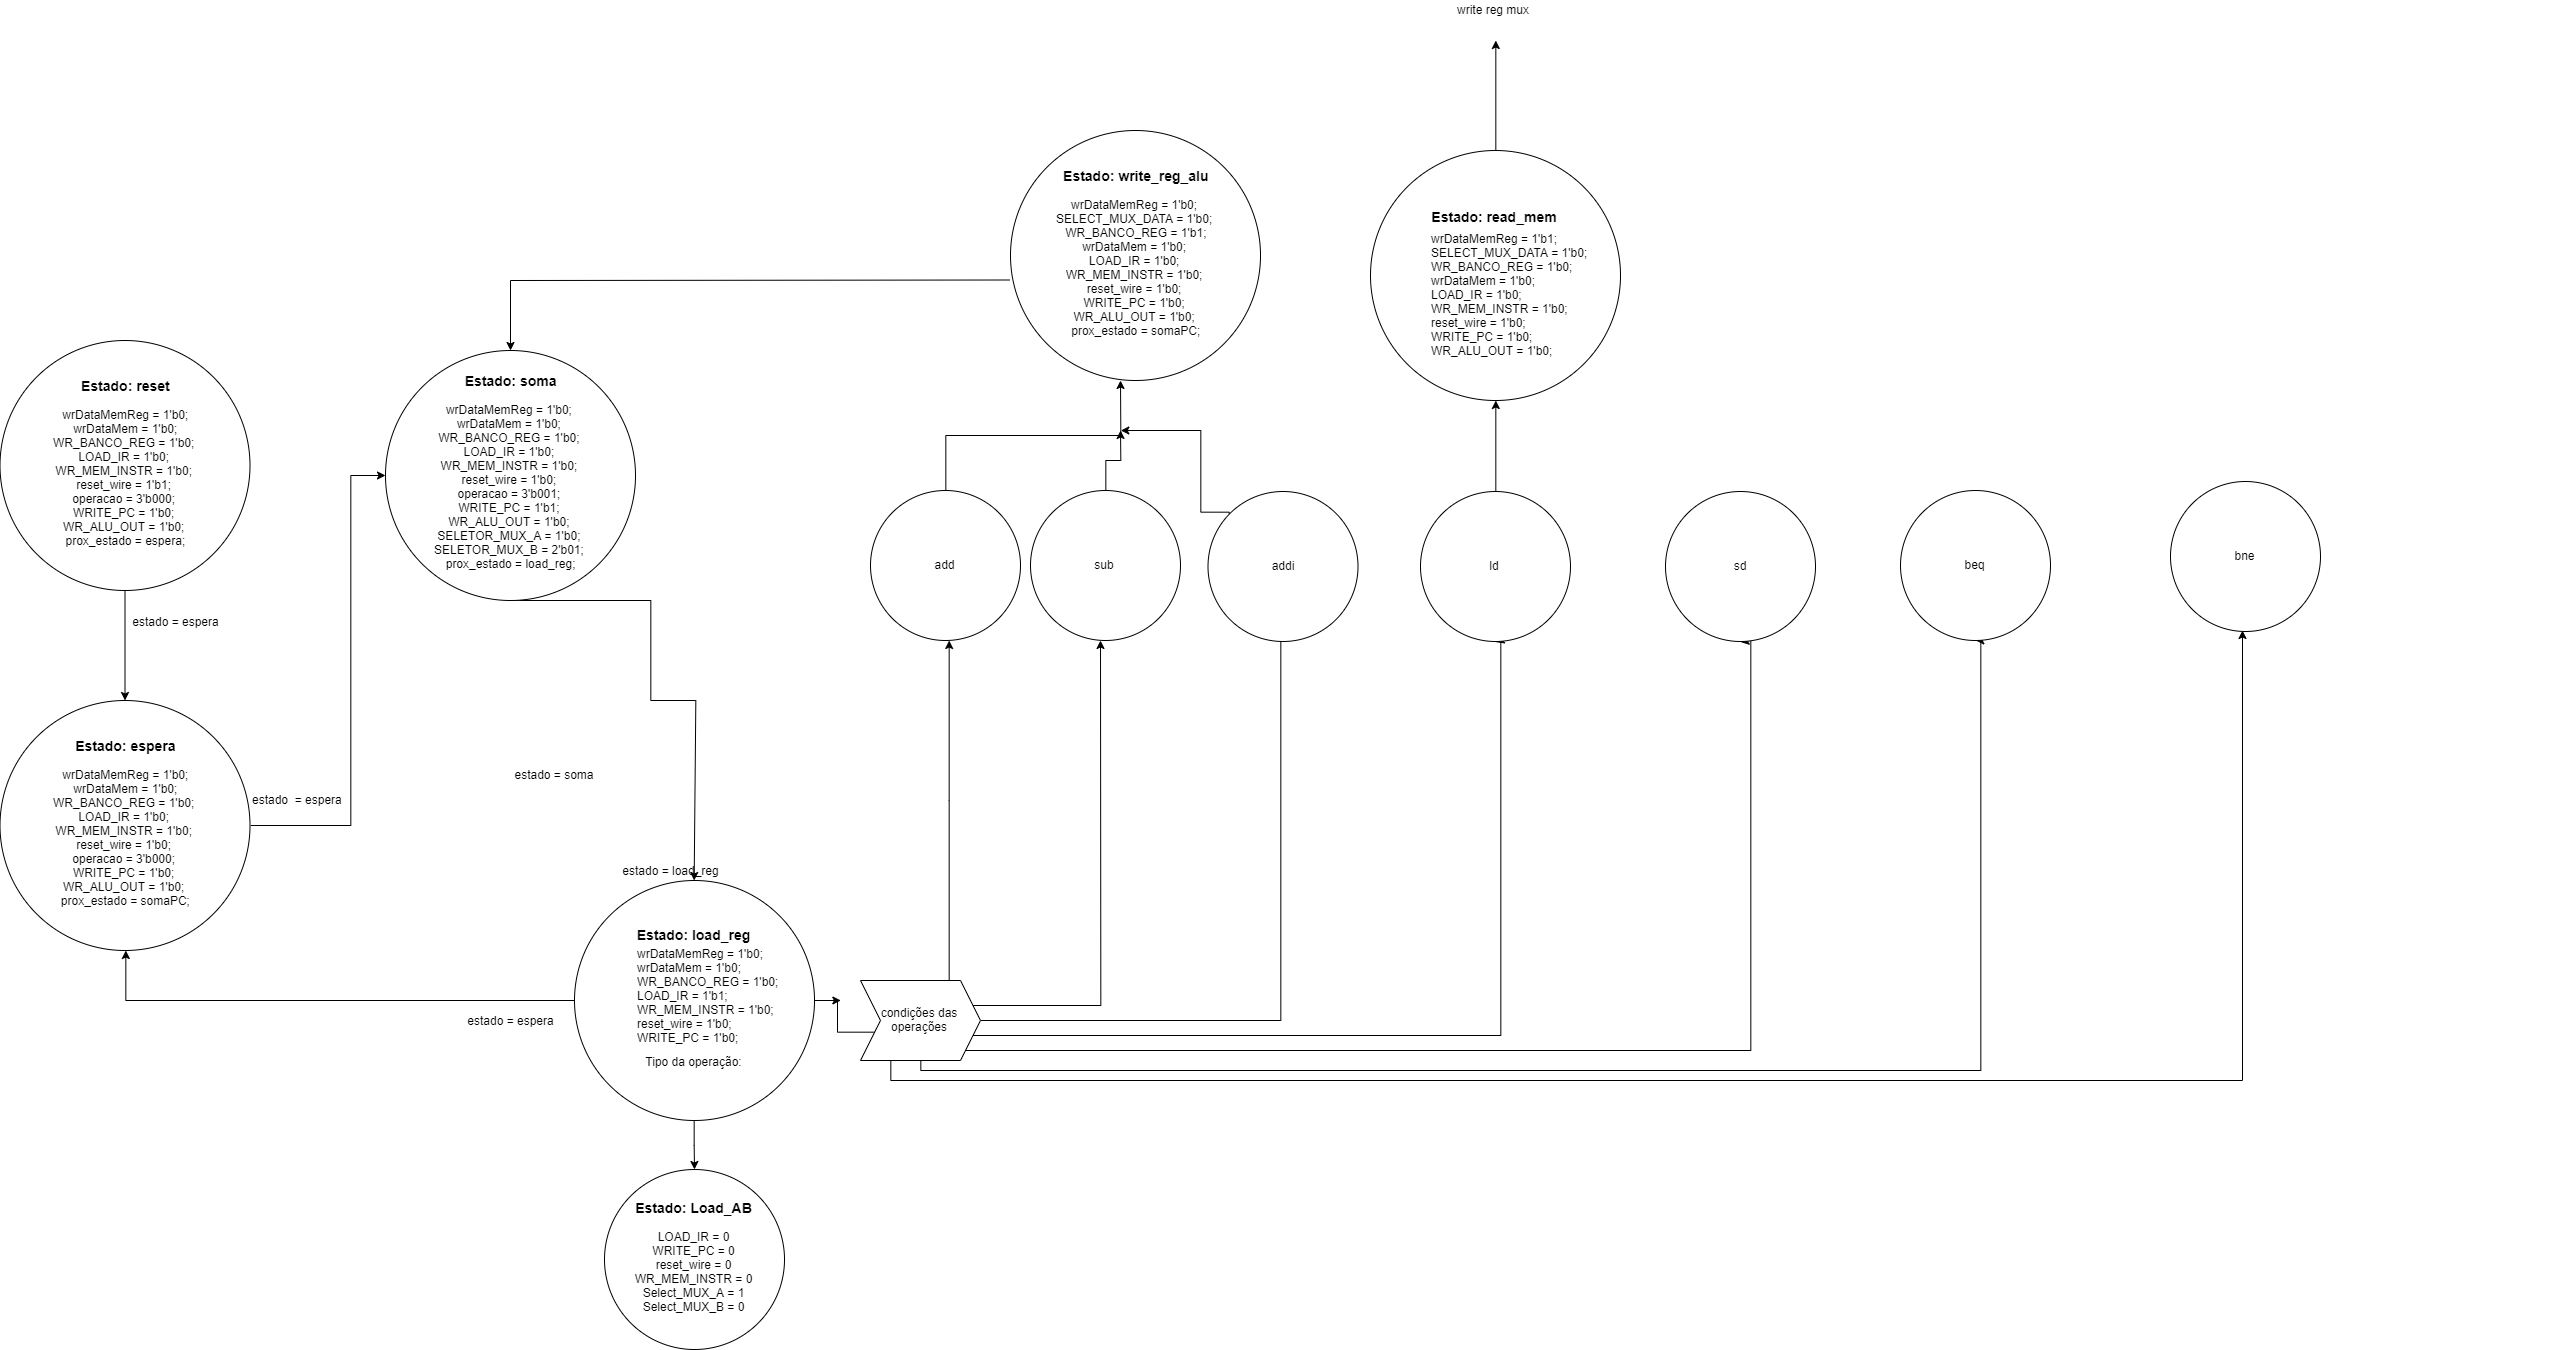 write reg mux
Estado: write_reg_alu
wrDataMemReg = 1'b0;
SELECT_MUX_DATA = 1'b0;
WR_BANCO_REG = 1'b1;
wrDataMem = 1'b0;
LOAD_IR = 1'b0;
WR_MEM_INSTR = 1'b0;
reset_wire = 1'b0;
WRITE_PC = 1'b0;
WR_ALU_OUT = 1'b0;
prox_estado = somaPC;
Estado: read_mem
wrDataMemReg = 1'b1;
SELECT_MUX_DATA = 1'b0;
WR_BANCO_REG = 1'b0;
wrDataMem = 1'b0;
LOAD_IR = 1'b0;
WR_MEM_INSTR = 1'b0;
reset_wire = 1'b0;
WRITE_PC = 1'b0;
WR_ALU_OUT = 1'b0;
Estado: reset
wrDataMemReg = 1'b0;
wrDataMem = 1'b0;
WR_BANCO_REG = 1'b0;
LOAD_IR = 1'b0;
WR_MEM_INSTR = 1'b0;
reset_wire = 1'b1;
operacao = 3'b000;
WRITE_PC = 1'b0;
WR_ALU_OUT = 1'b0;
prox_estado = espera;
Estado: soma
wrDataMemReg = 1'b0;
wrDataMem = 1'b0;
WR_BANCO_REG = 1'b0;
LOAD_IR = 1'b0;
WR_MEM_INSTR = 1'b0;
reset_wire = 1'b0;
operacao = 3'b001;
WRITE_PC = 1'b1;
WR_ALU_OUT = 1'b0;
SELETOR_MUX_A = 1'b0;
SELETOR_MUX_B = 2'b01;
prox_estado = load_reg;
add
sub
addi
ld
sd
beq
bne
estado = espera
Estado: espera
wrDataMemReg = 1'b0;
wrDataMem = 1'b0;
WR_BANCO_REG = 1'b0;
LOAD_IR = 1'b0;
WR_MEM_INSTR = 1'b0;
reset_wire = 1'b0;
operacao = 3'b000;
WRITE_PC = 1'b0;
WR_ALU_OUT = 1'b0;
prox_estado = somaPC;
estado  = espera
estado = soma
estado = load_reg
Estado: load_reg
wrDataMemReg = 1'b0;
wrDataMem = 1'b0;
WR_BANCO_REG = 1'b0;
LOAD_IR = 1'b1;
WR_MEM_INSTR = 1'b0;
reset_wire = 1'b0;
WRITE_PC = 1'b0;
Tipo da operação:
condições das
operações
estado = espera
Estado: Load_AB
LOAD_IR = 0
WRITE_PC = 0
reset_wire = 0
WR_MEM_INSTR = 0
Select_MUX_A = 1
Select_MUX_B = 0